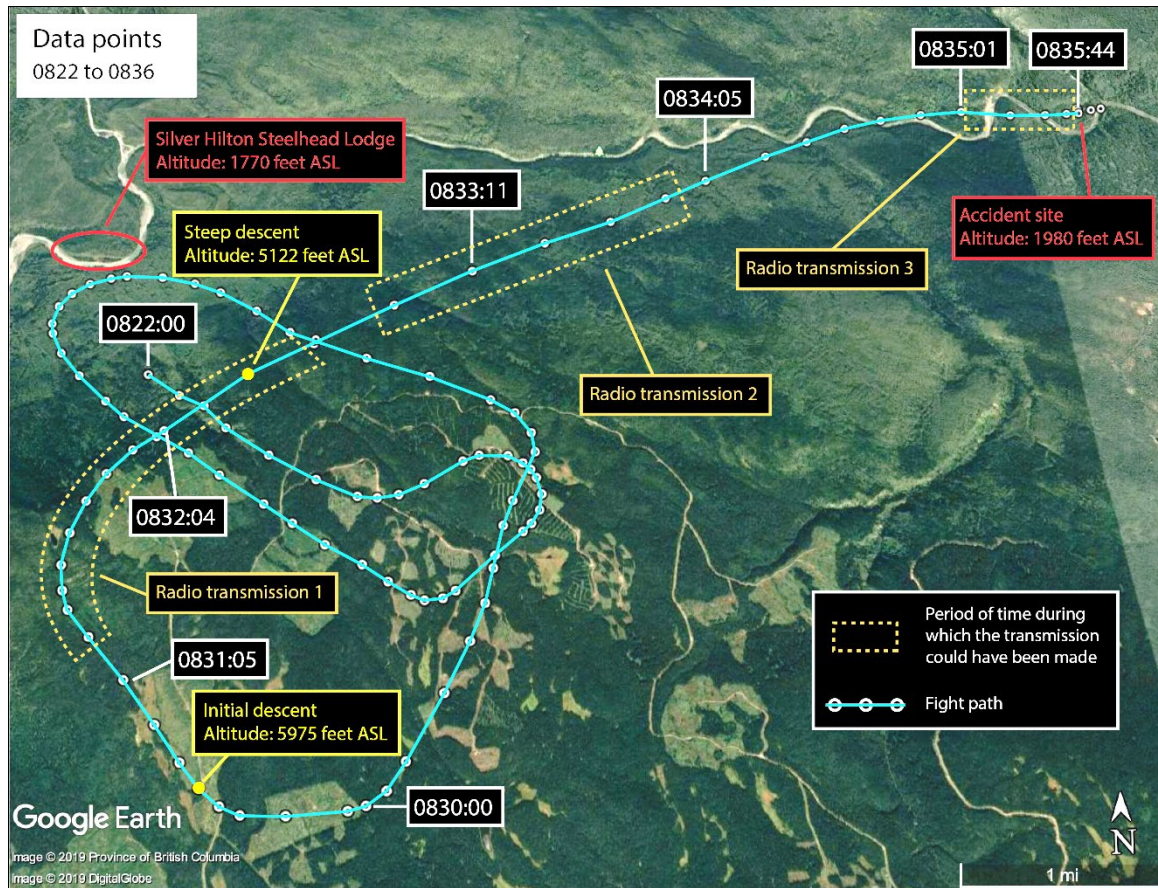 Data points
0822 to 0836
0835:01
0835:44
0834:05
Silver Hilton Steelhead Lodge
Altitude: 1770 feet ASL
0833:11
Steep descent
Altitude: 5122 feet ASL
Accident site
Altitude: 1980 feet ASL
Radio transmission 3
0822:00
Radio transmission 2
0832:04
Radio transmission 1
0831:05
Initial descent
Altitude: 5975 feet ASL
0830:00
Period of time during
which the transmission
could have been made
Fight path
Google Earth
Image © 2019 Province of British Columbia
Image © 2019 DigitalGlobe
N
1 mi